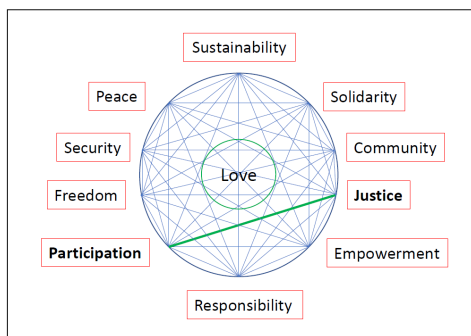 Sustainability
Peace
Solidarity
Security
Community
Love
Freedom
Justice
Participation
Empowerment
Responsibility